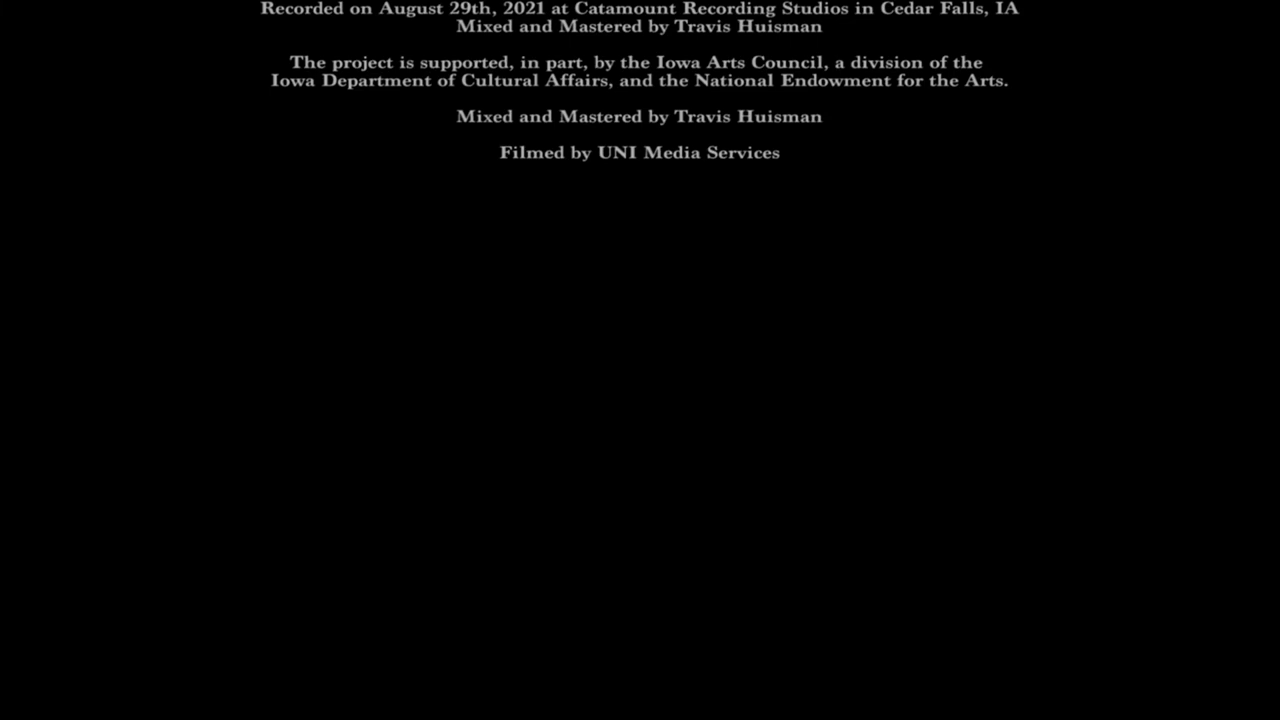 Recorded on August 29th, 2021 at Catamount Recording Studios in Cedar Falls, IA
Mixed and Mastered by Travis Huisman
The project is supported, in part, by the Iowa Arts Council, a division of the
Iowa Department of Cultural Affairs, and the National Endowment for the Arts.
Mixed and Mastered by Travis Huisman
Filmed by UNI Media Services